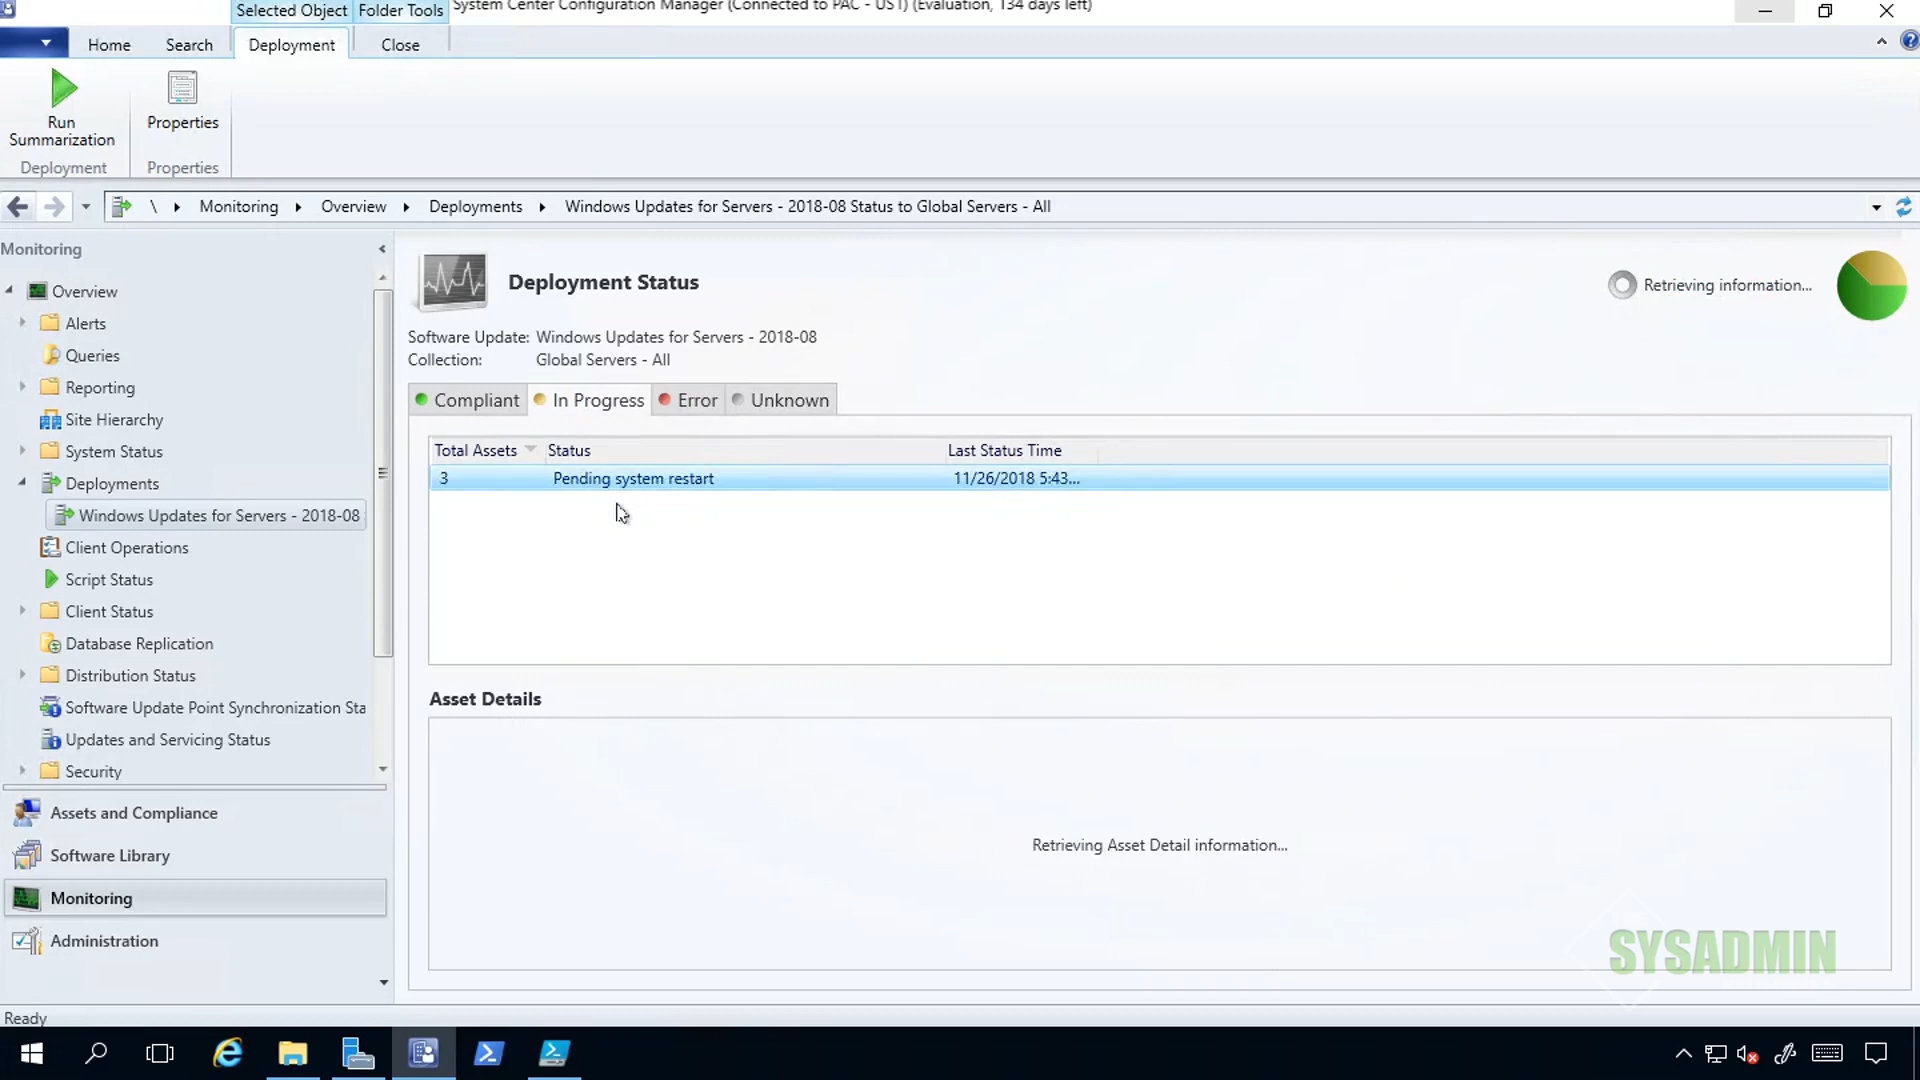 Selected Object Folder Tools System Center Configuration Manager (Connected to PAC - US1) (Evaluation, 134 days left)
Home Search Deployment Close
Run
Summarization
Properties
Deployment Properties
\ Monitoring Overview Deployments Windows Updates for Servers - 2018-08 Status to Global Servers - All
Monitoring
Overview
Alerts
Queries
Reporting
Site Hierarchy
System Status
Deployments
Windows Updates for Servers - 2018-08
Client Operations
Script Status
Client Status
Database Replication
Distribution Status
Software Update Point Synchronization Sta
Updates and Servicing Status
Security
Assets and Compliance
Software Library
Monitoring
Administration
Deployment Status
Retrieving information...
Software Update: Windows Updates for Servers - 2018-08
Collection: Global Servers - All
Compliant In Progress Error Unknown
Total Assets Status Last Status Time
3 Pending system restart 11/26/2018 5:43...
Asset Details
Retrieving Asset Detail information...
SYSADMIN
Ready